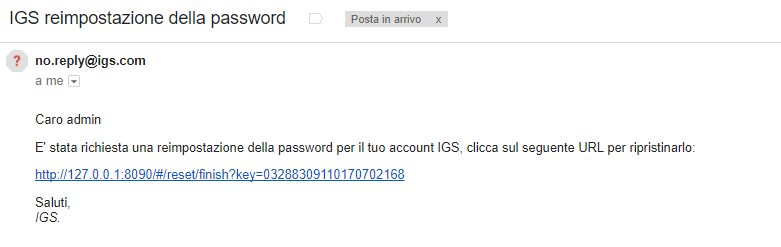 IGS reimpostazione della password
Posta in arrivo x
?
no.reply@igs.com
a me
Caro admin
E' stata richiesta una reimpostazione della password per il tuo account IGS, clicca sul seguente URL per ripristinarlo:
http://127.0.0.1:8090/#/reset/finish?key=03288309110170702168
Saluti,
IGS.